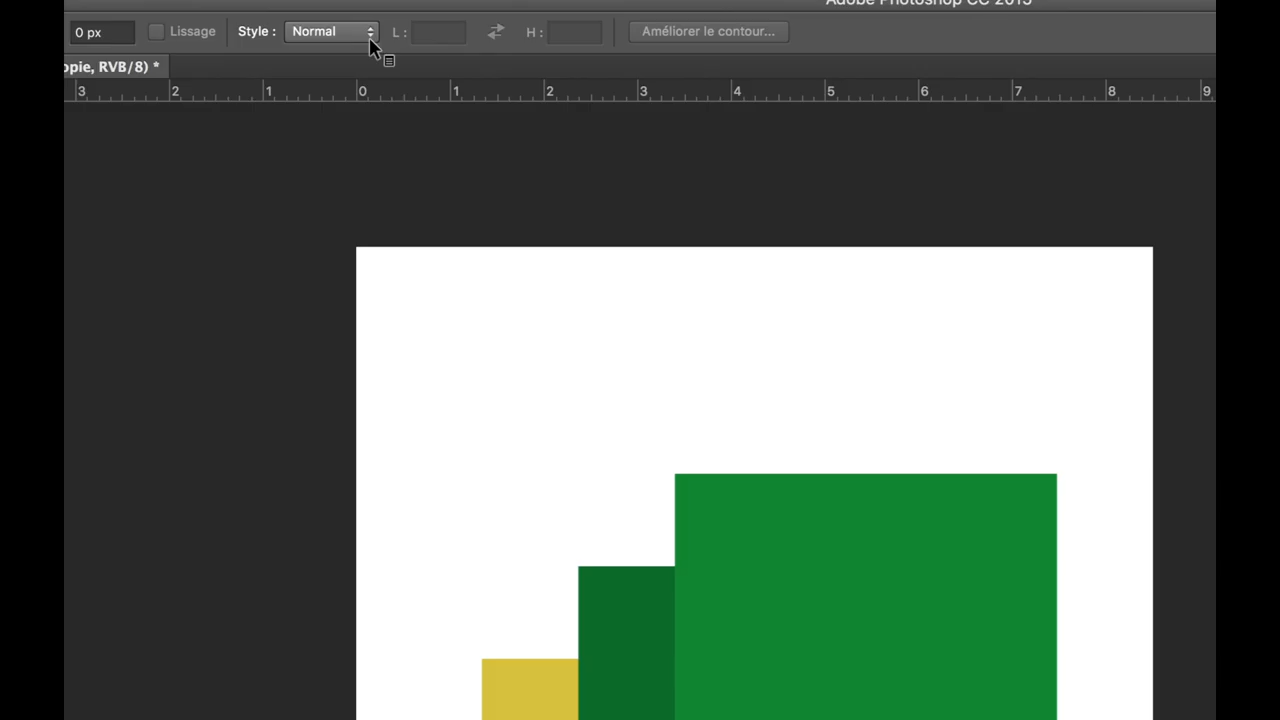 Adobe Photoshop CC 2015
0 px Lissage Style : Normal L : H : Améliorer le contour...
opie, RVB/8) *
3 2 1 0 1 2 3 4 5 6 7 8 9